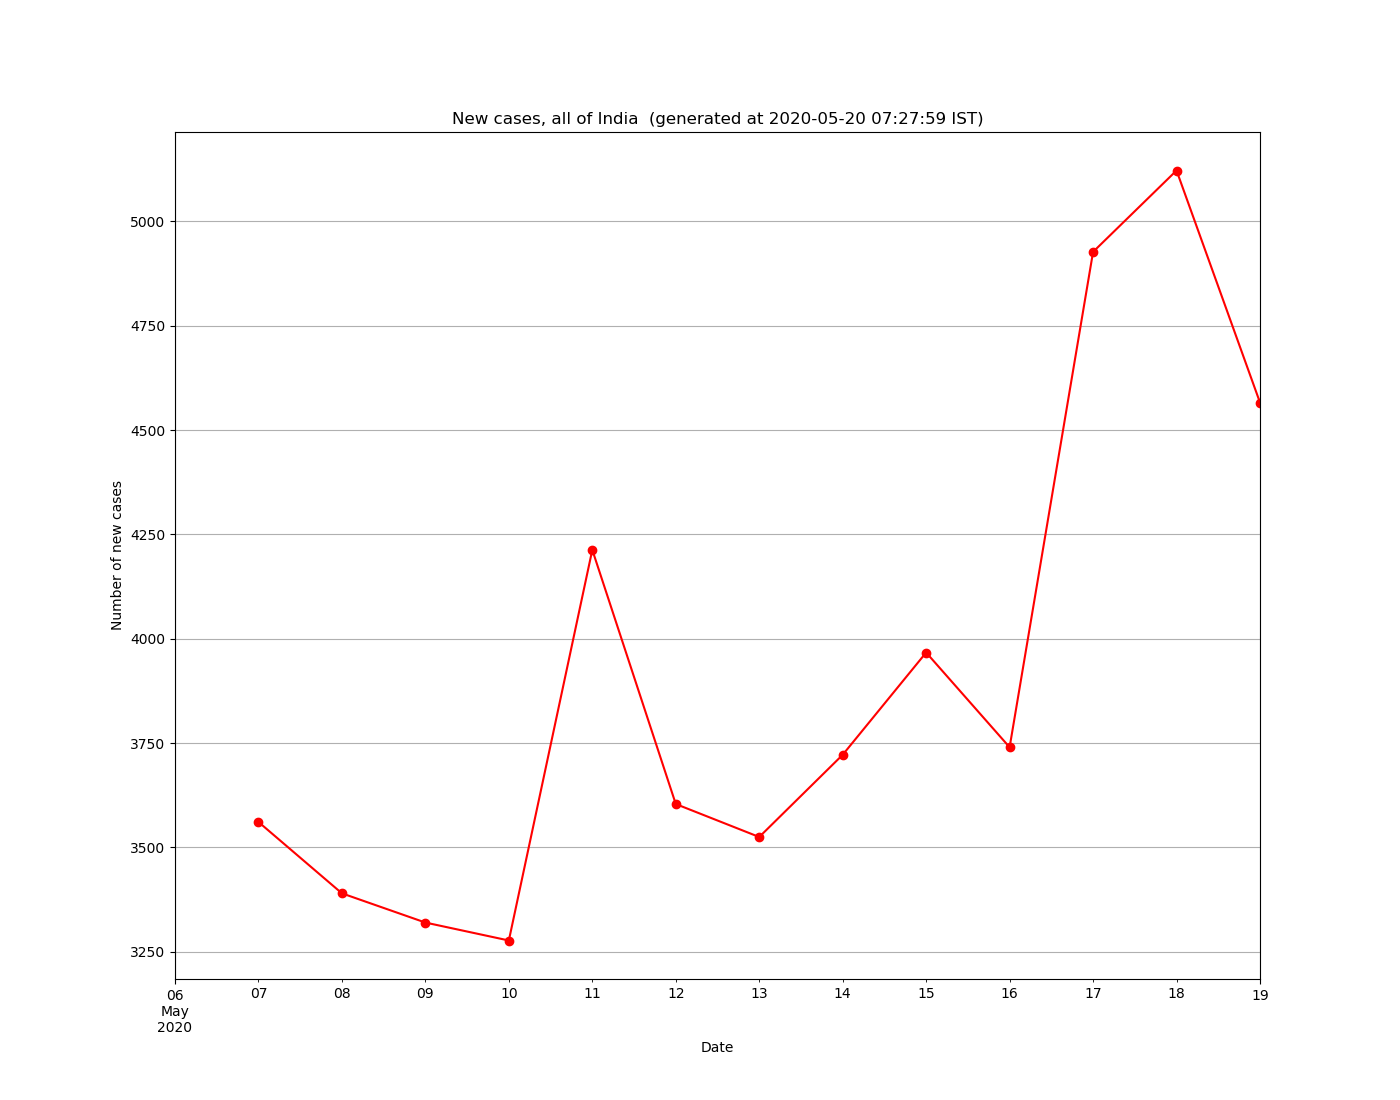 New cases, all of India  (generated at 2020-05-20 07:27:59 IST)
5000
4750
4500
4250
4000
3750
3500
3250
Number of new cases
06 07 08 09 10 11 12 13 14 15 16 17 18 19
May
2020
Date